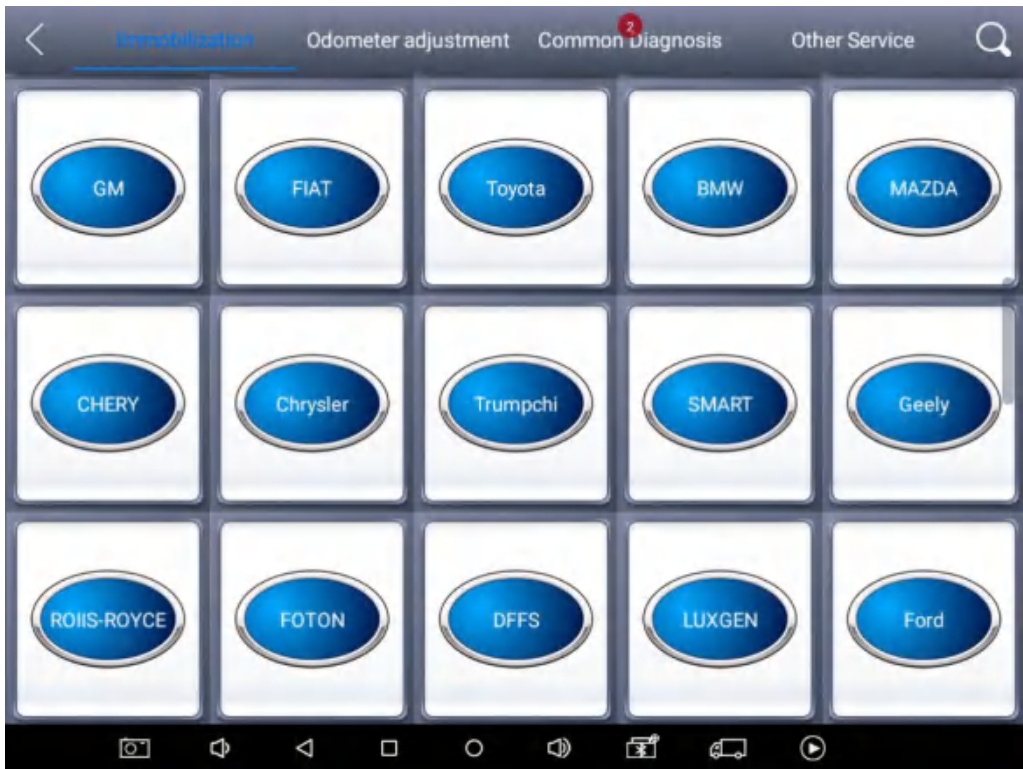 Immobilization Odometer adjustment Common Diagnosis 2 Other Service
GM FIAT Toyota BMW MAZDA
CHERY Chrysler Trumpchi SMART Geely
ROIIS-ROYCE FOTON DFFS LUXGEN Ford